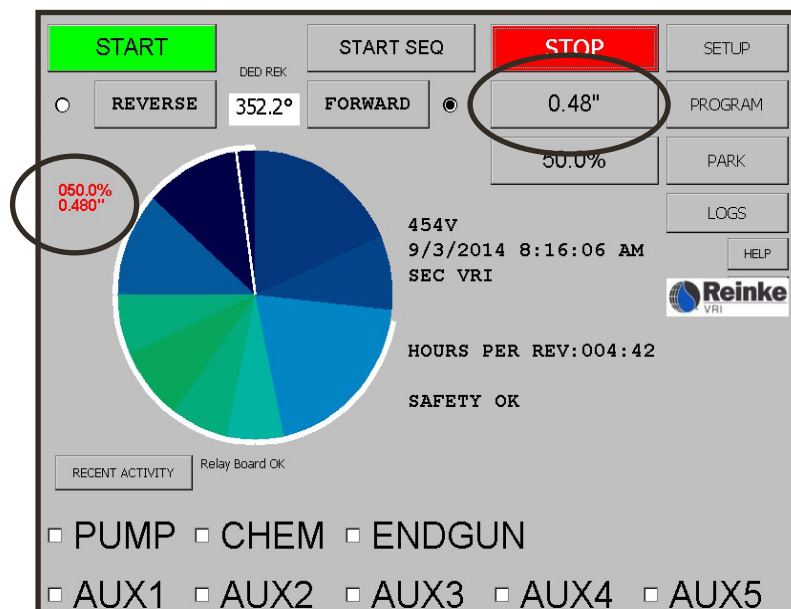 START
START SEQ
STOP
SETUP
DED REK
REVERSE
352.2°
FORWARD
0.48"
PROGRAM
50.0%
PARK
050.0%
0.480"
LOGS
454V
9/3/2014 8:16:06 AM
HELP
SEC VRI
Reinke
VRI
HOURS PER REV:004:42
SAFETY OK
RECENT ACTIVITY
Relay Board OK
PUMP CHEM ENDGUN
AUX1 AUX2 AUX3 AUX4 AUX5